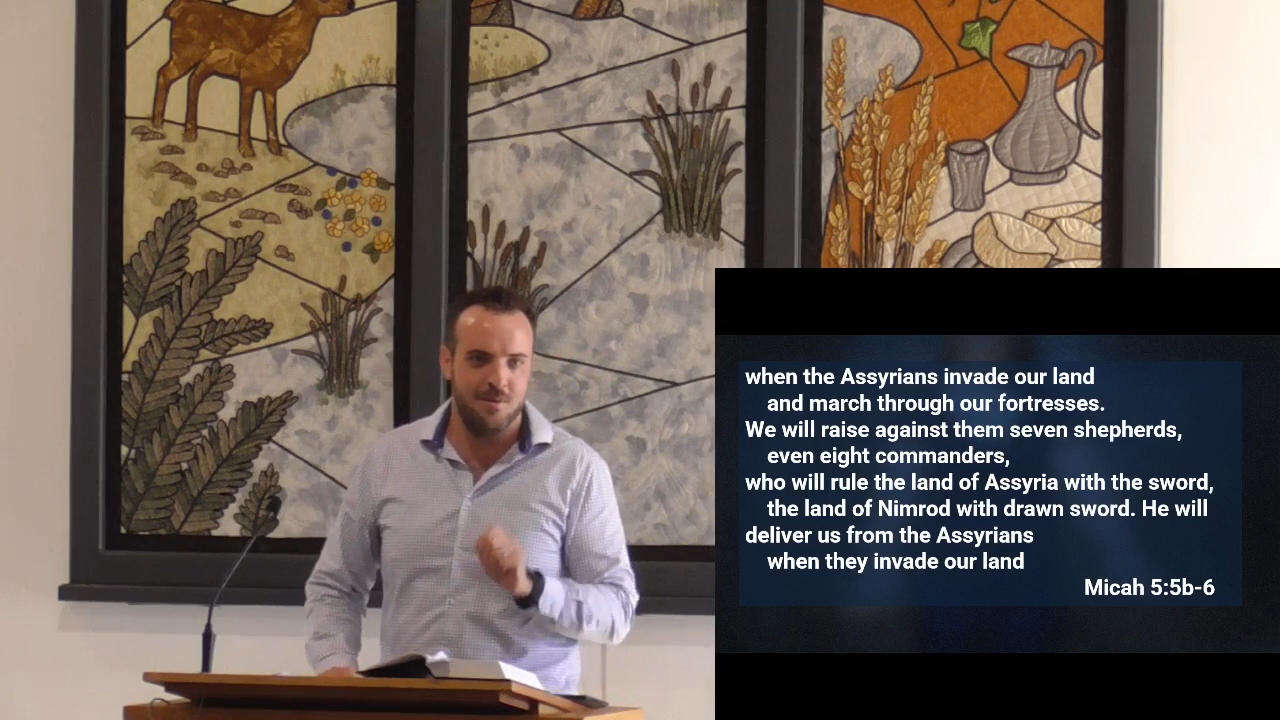 when the Assyrians invade our land
and march through our fortresses.
We will raise against them seven shepherds,
even eight commanders,
who will rule the land of Assyria with the sword,
the land of Nimrod with drawn sword. He will
deliver us from the Assyrians
when they invade our land
Micah 5:5b-6